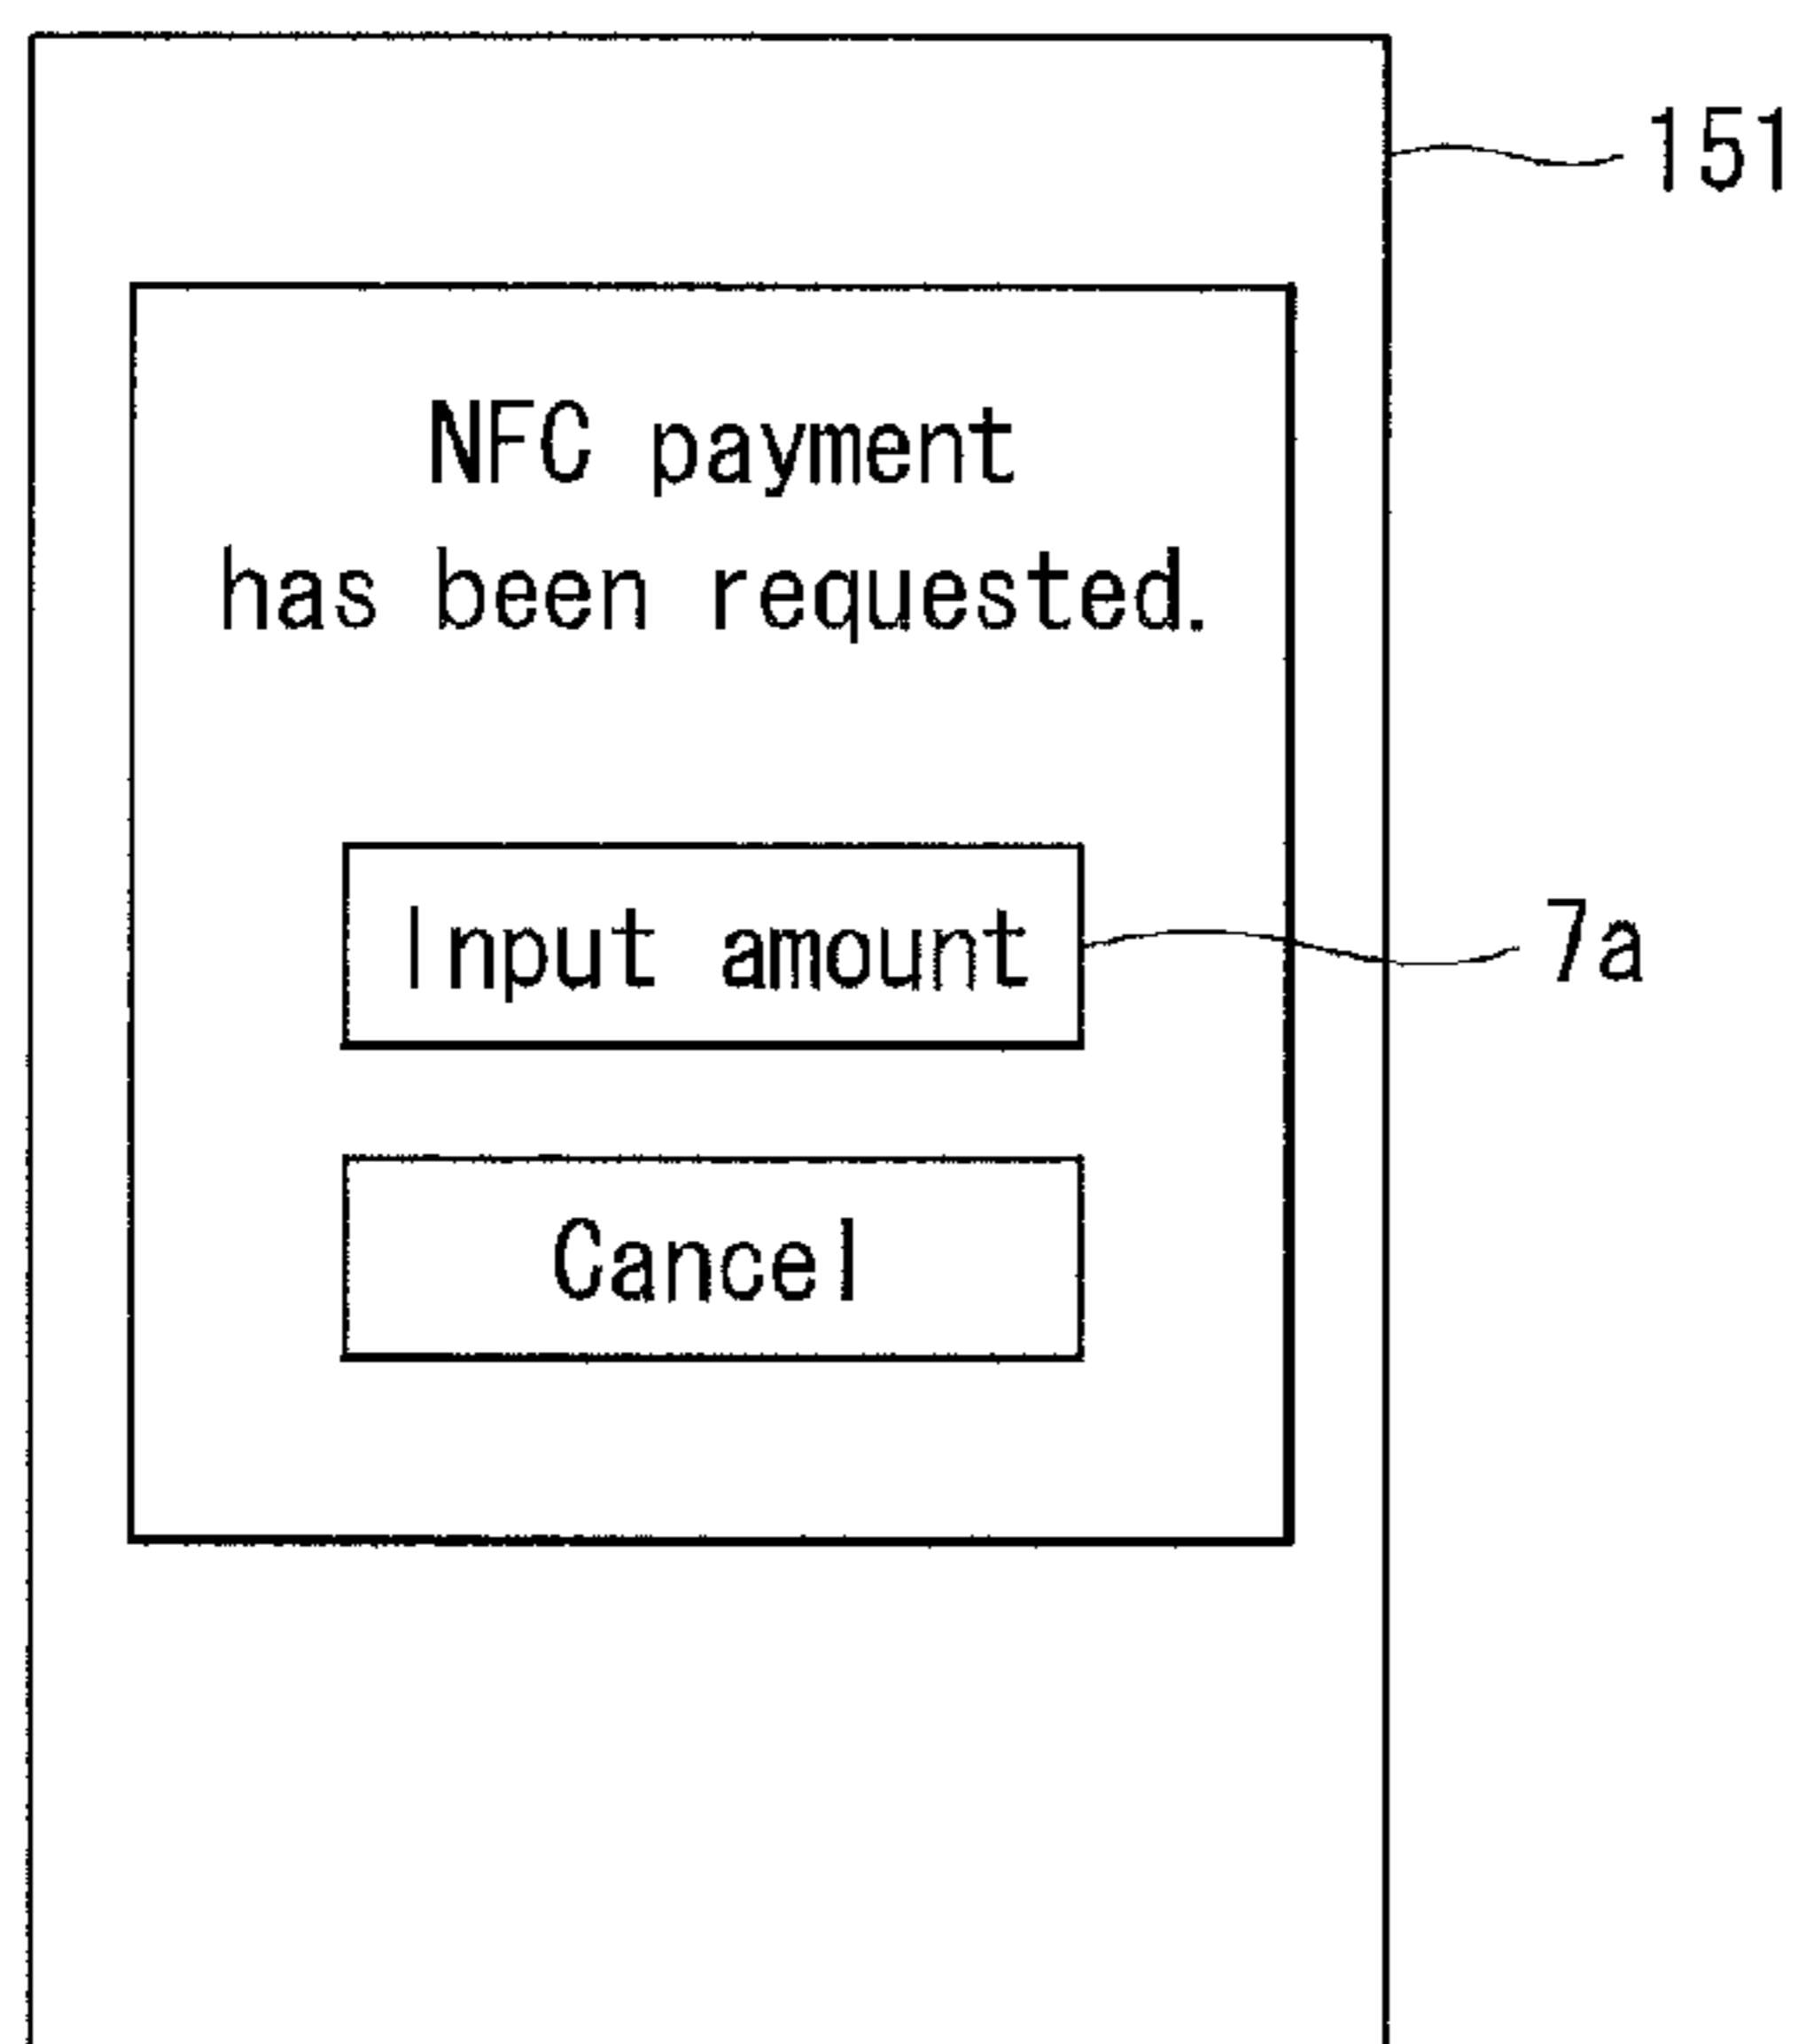 151
NFC payment
has been requested.
Input amount
7a
Cancel